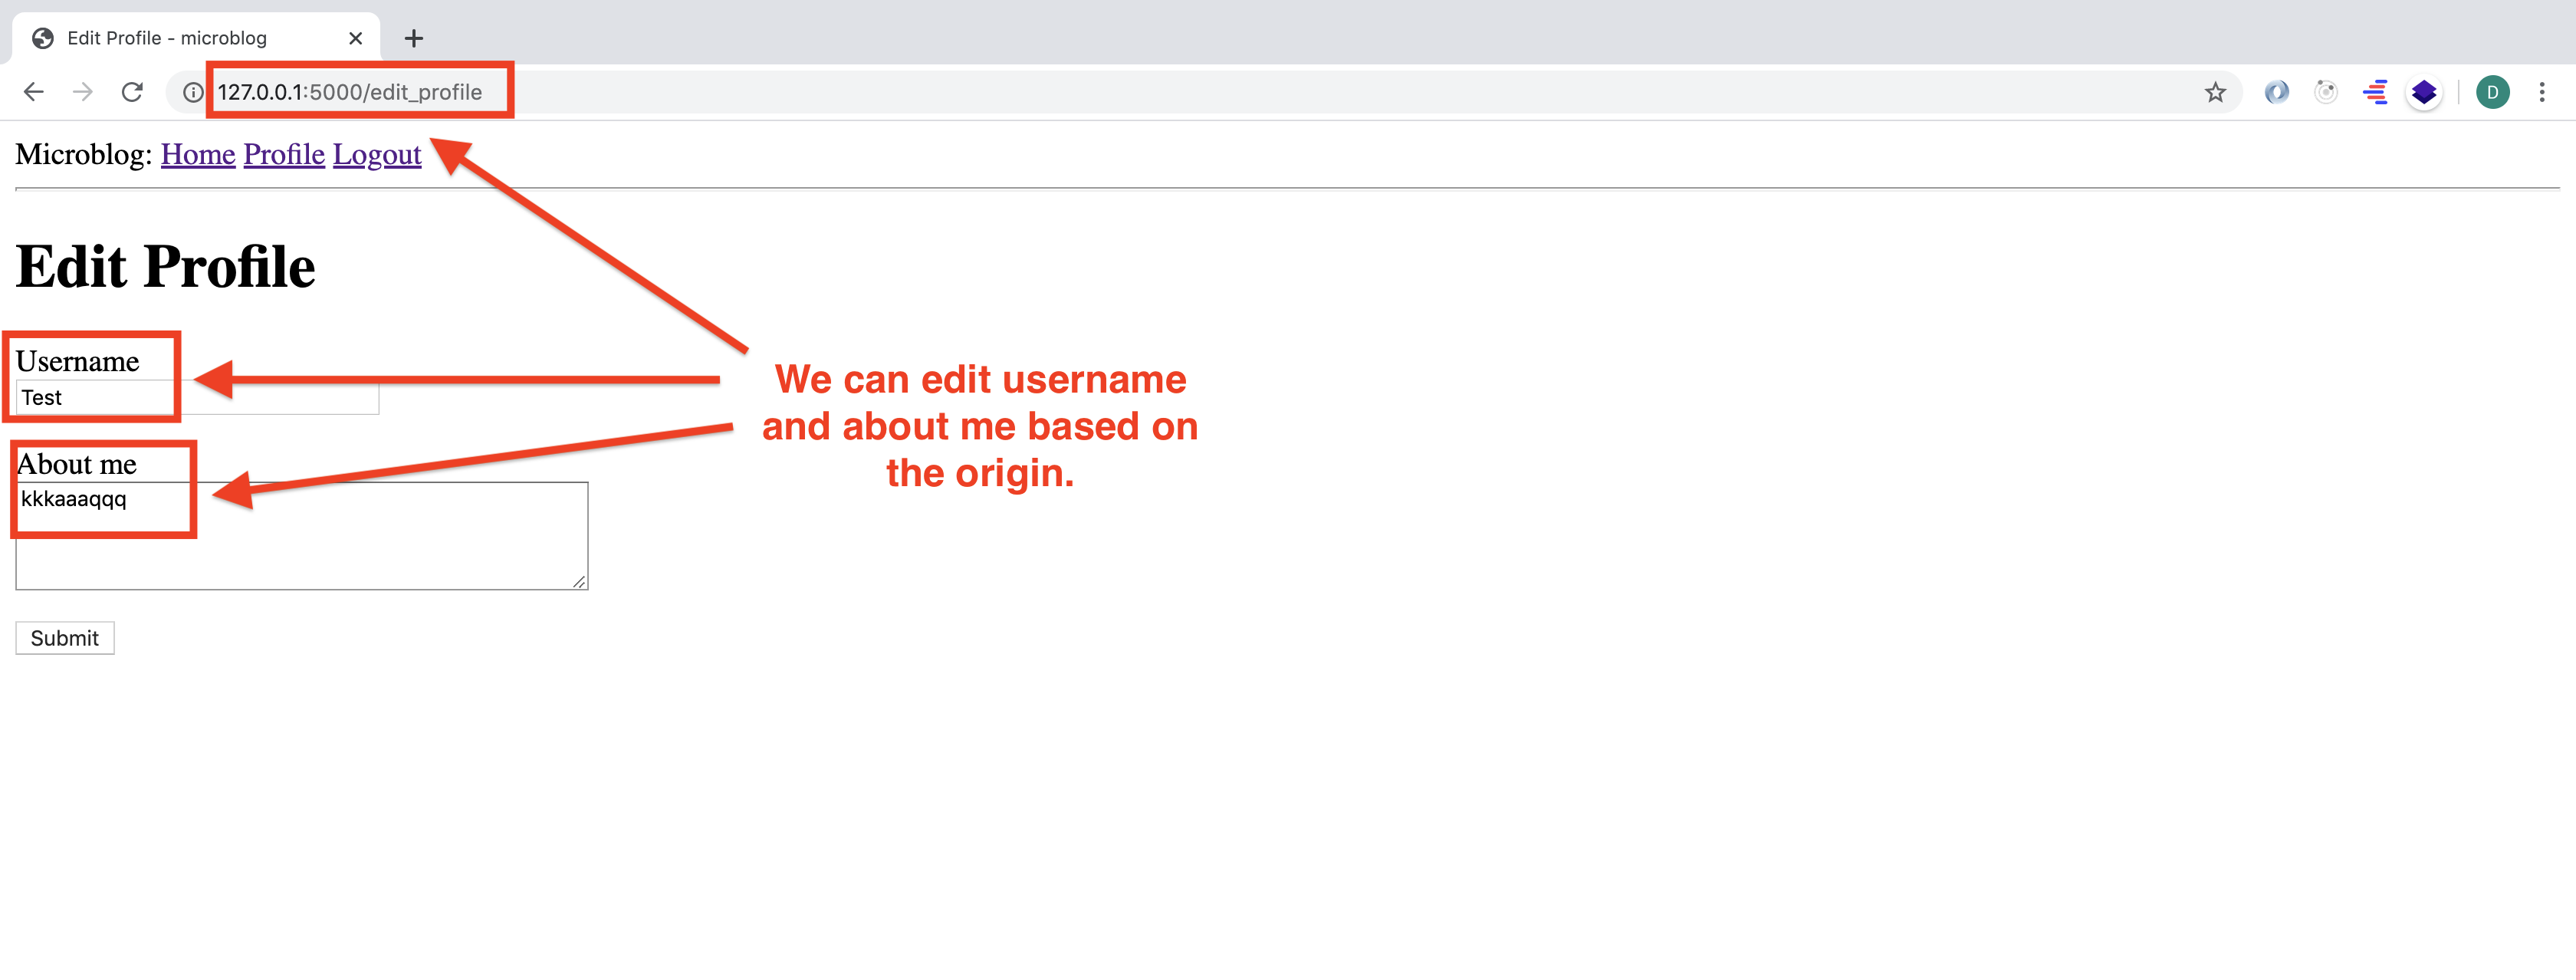 Edit Profile - microblog
127.0.0.1:5000/edit_profile
D
Microblog: Home Profile Logout
Edit Profile
Username
Test
About me
kkkaaaqqq
Submit
We can edit username
and about me based on
the origin.